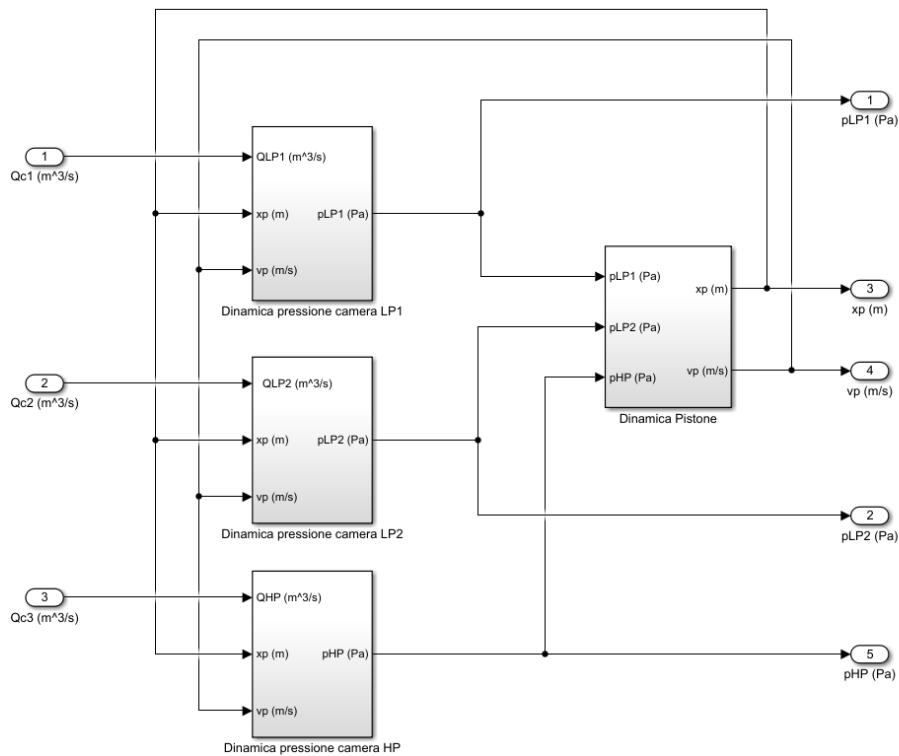 1
pLP1 (Pa)
1
Qc1 (m^3/s)
QLP1 (m^3/s)
xp (m)
pLP1 (Pa)
vp (m/s)
Dinamica pressione camera LP1
pLP1 (Pa)
xp (m)
pLP2 (Pa)
pHP (Pa)
vp (m/s)
Dinamica Pistone
3
xp (m)
4
vp (m/s)
2
Qc2 (m^3/s)
QLP2 (m^3/s)
xp (m)
pLP2 (Pa)
vp (m/s)
Dinamica pressione camera LP2
2
pLP2 (Pa)
3
Qc3 (m^3/s)
QHP (m^3/s)
xp (m)
pHP (Pa)
vp (m/s)
Dinamica pressione camera HP
5
pHP (Pa)